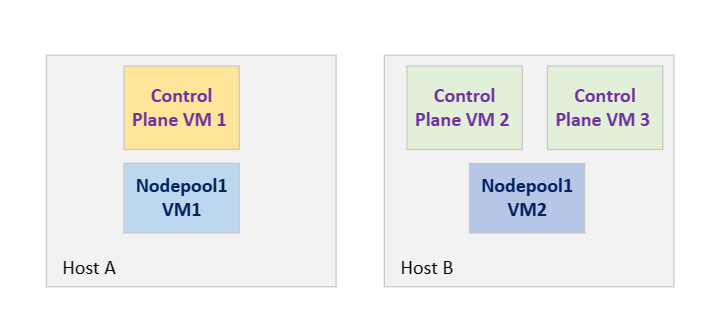 Control
Plane VM 1
Nodepool1
VM1
Host A
Control
Plane VM 2
Control
Plane VM 3
Nodepool1
VM2
Host B